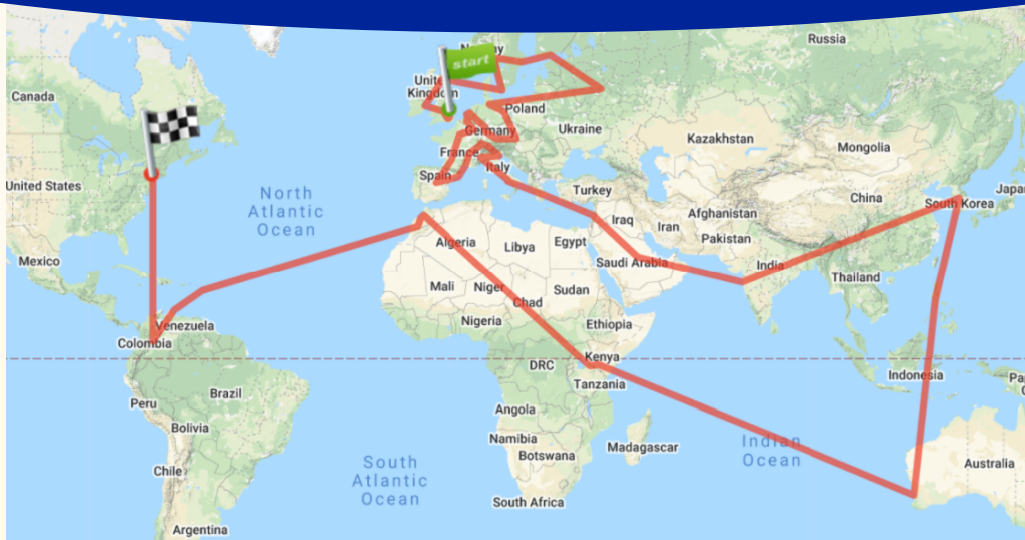 Russia
Norway
start
United
Kingdom
Canada
Poland
Ukraine
Germany
Kazakhstan
Mongolia
France
Italy
Spain
United States
Turkey
China
South Korea
Japa
North
Atlantic
Ocean
Iraq
Iran
Afghanistan
Pakistan
Algeria
Libya
Egypt
Saudi Arabia
India
Mexico
Mali
Niger
Chad
Sudan
Thailand
Nigeria
Ethiopia
Venezuela
Colombia
DRC
Kenya
Tanzania
Indonesia
Pa
Peru
Brazil
Angola
Bolivia
Namibia
Botswana
Madagascar
Indian
Ocean
South
Atlantic
Ocean
Chile
Australia
South Africa
Argentina